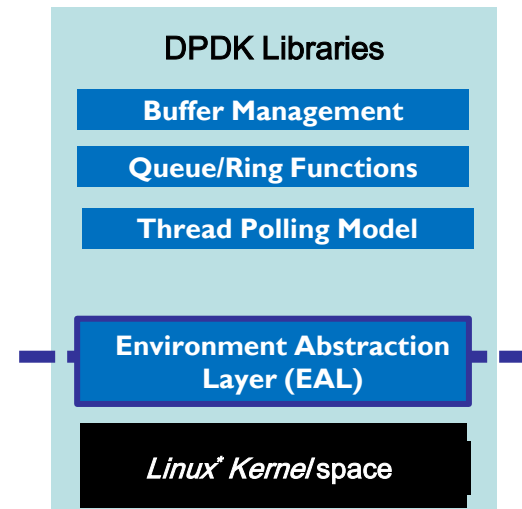 DPDK Libraries
Buffer Management
Queue/Ring Functions
Thread Polling Model
Environment Abstraction
Layer (EAL)
Linux* Kernel space